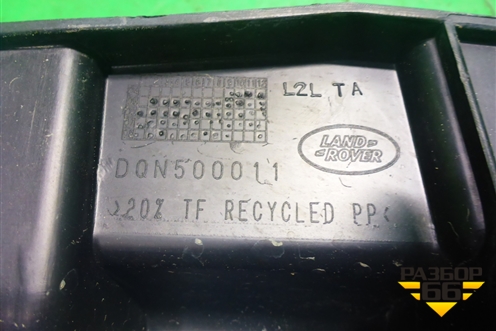 L2L TA
LAND
ROVER
DQN500011
>20% TF RECYCLED PP<
РАЗБОР
66